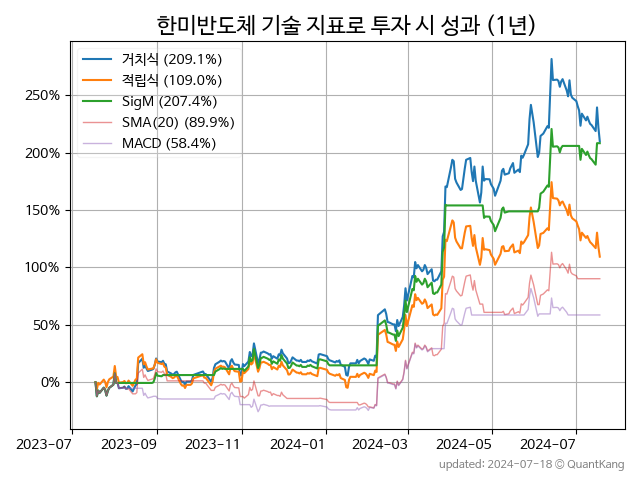 한미반도체 기술 지표로 투자 시 성과 (1년)
거치식 (209.1%)
적립식 (109.0%)
SigM (207.4%)
SMA(20) (89.9%)
MACD (58.4%)
250%
200%
150%
100%
50%
0%
2023-07 2023-09 2023-11 2024-01 2024-03 2024-05 2024-07
updated: 2024-07-18 © QuantKang